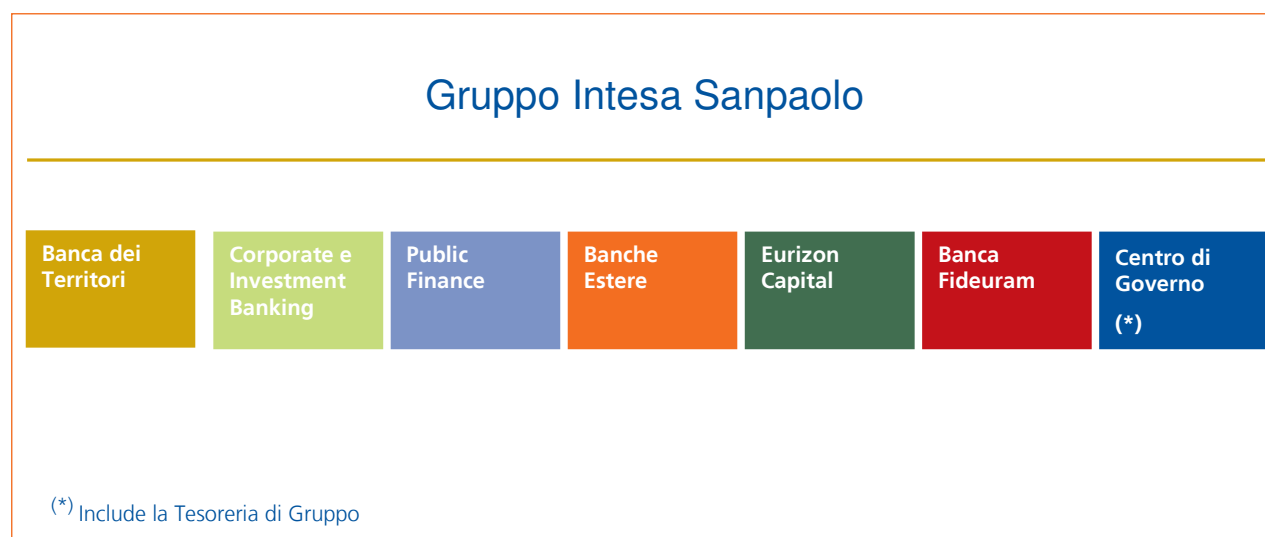 Gruppo Intesa Sanpaolo
Banca dei
Territori
Corporate e
Investment
Banking
Public
Finance
Banche
Estere
Eurizon
Capital
Banca
Fideuram
Centro di
Governo
(*)
(*) Include la Tesoreria di Gruppo